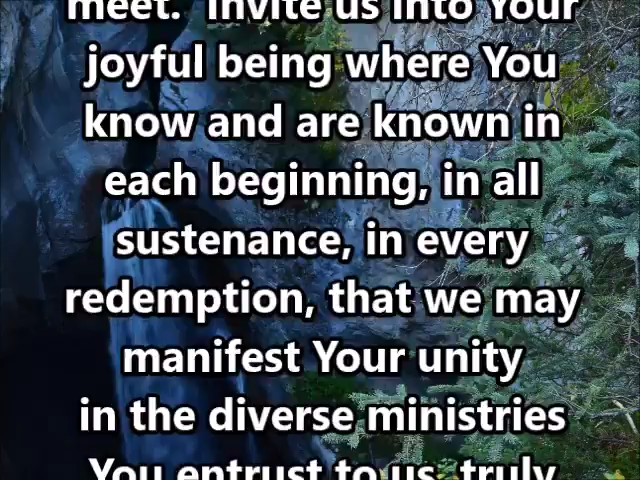 meet. Invite us into Your
joyful being where You
know and are known in
each beginning, in all
sustenance, in every
redemption, that we may
manifest Your unity
in the diverse ministries
You entrust to us, truly